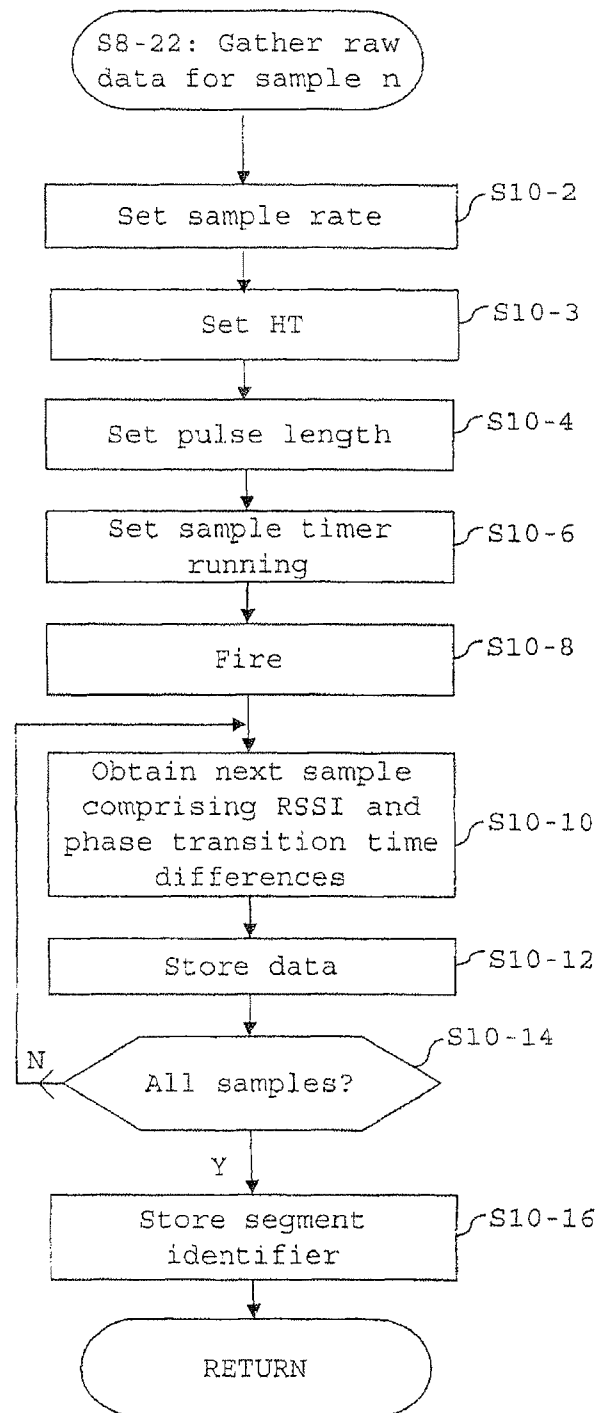 S8-22: Gather raw
data for sample n
S10-2
Set sample rate
S10-3
Set HT
S10-4
Set pulse length
S10-6
Set sample timer
running
S10-8
Fire
Obtain next sample
comprising RSSI and
phase transition time
differences
S10-10
S10-12
Store data
S10-14
N
All samples?
Y
Store segment
identifier
S10-16
RETURN